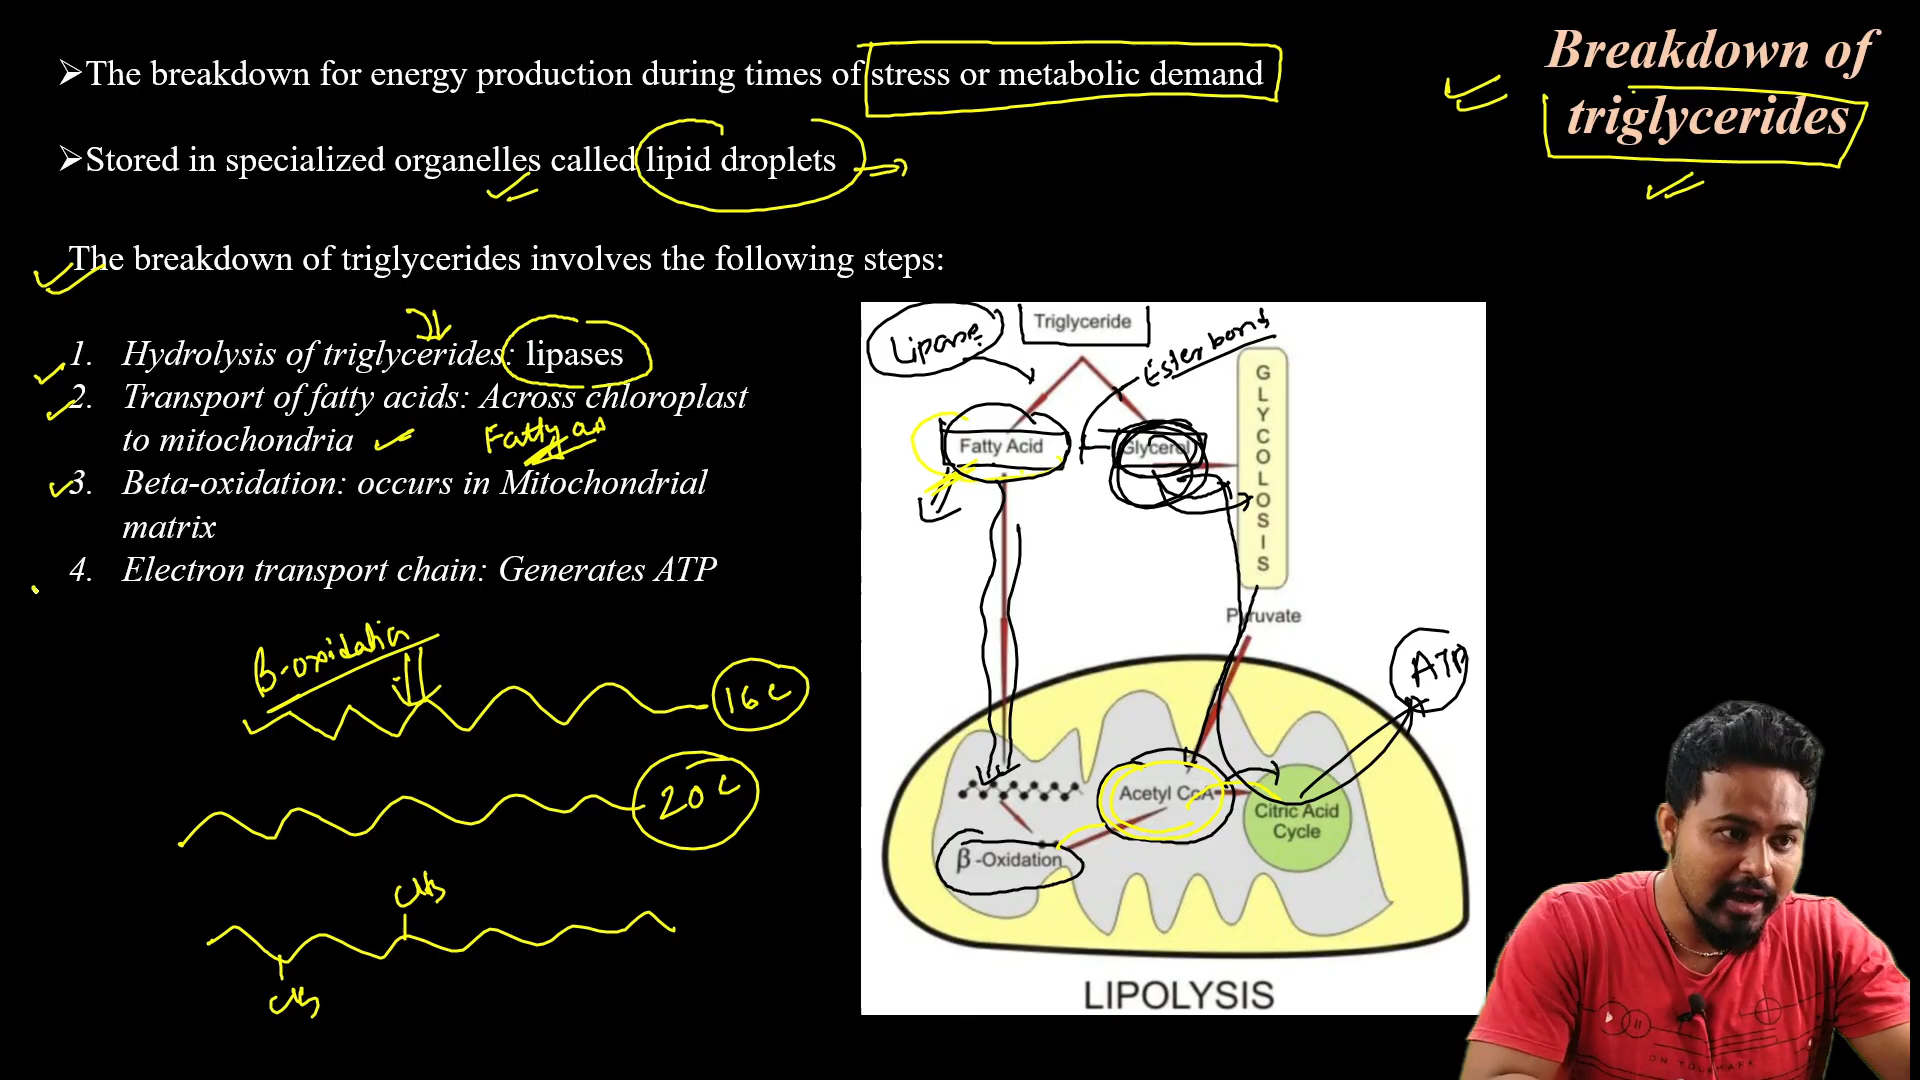 Breakdown of
triglycerides
➢The breakdown for energy production during times of stress or metabolic demand
➢Stored in specialized organelles called lipid droplets
The breakdown of triglycerides involves the following steps:
1. Hydrolysis of triglycerides: lipases
2. Transport of fatty acids: Across chloroplast
to mitochondria
Fatty
3. Beta-oxidation: occurs in Mitochondrial
matrix
4. Electron transport chain: Generates ATP
β-oxidation
16 C
20 C
CH3
CH3
Lipase
Triglyceride
Ester bond
Fatty Acid
Glycerol
GLYCOLOSIS
Pyruvate
ATP
Acetyl CoA
Citric Acid
Cycle
β-Oxidation
LIPOLYSIS